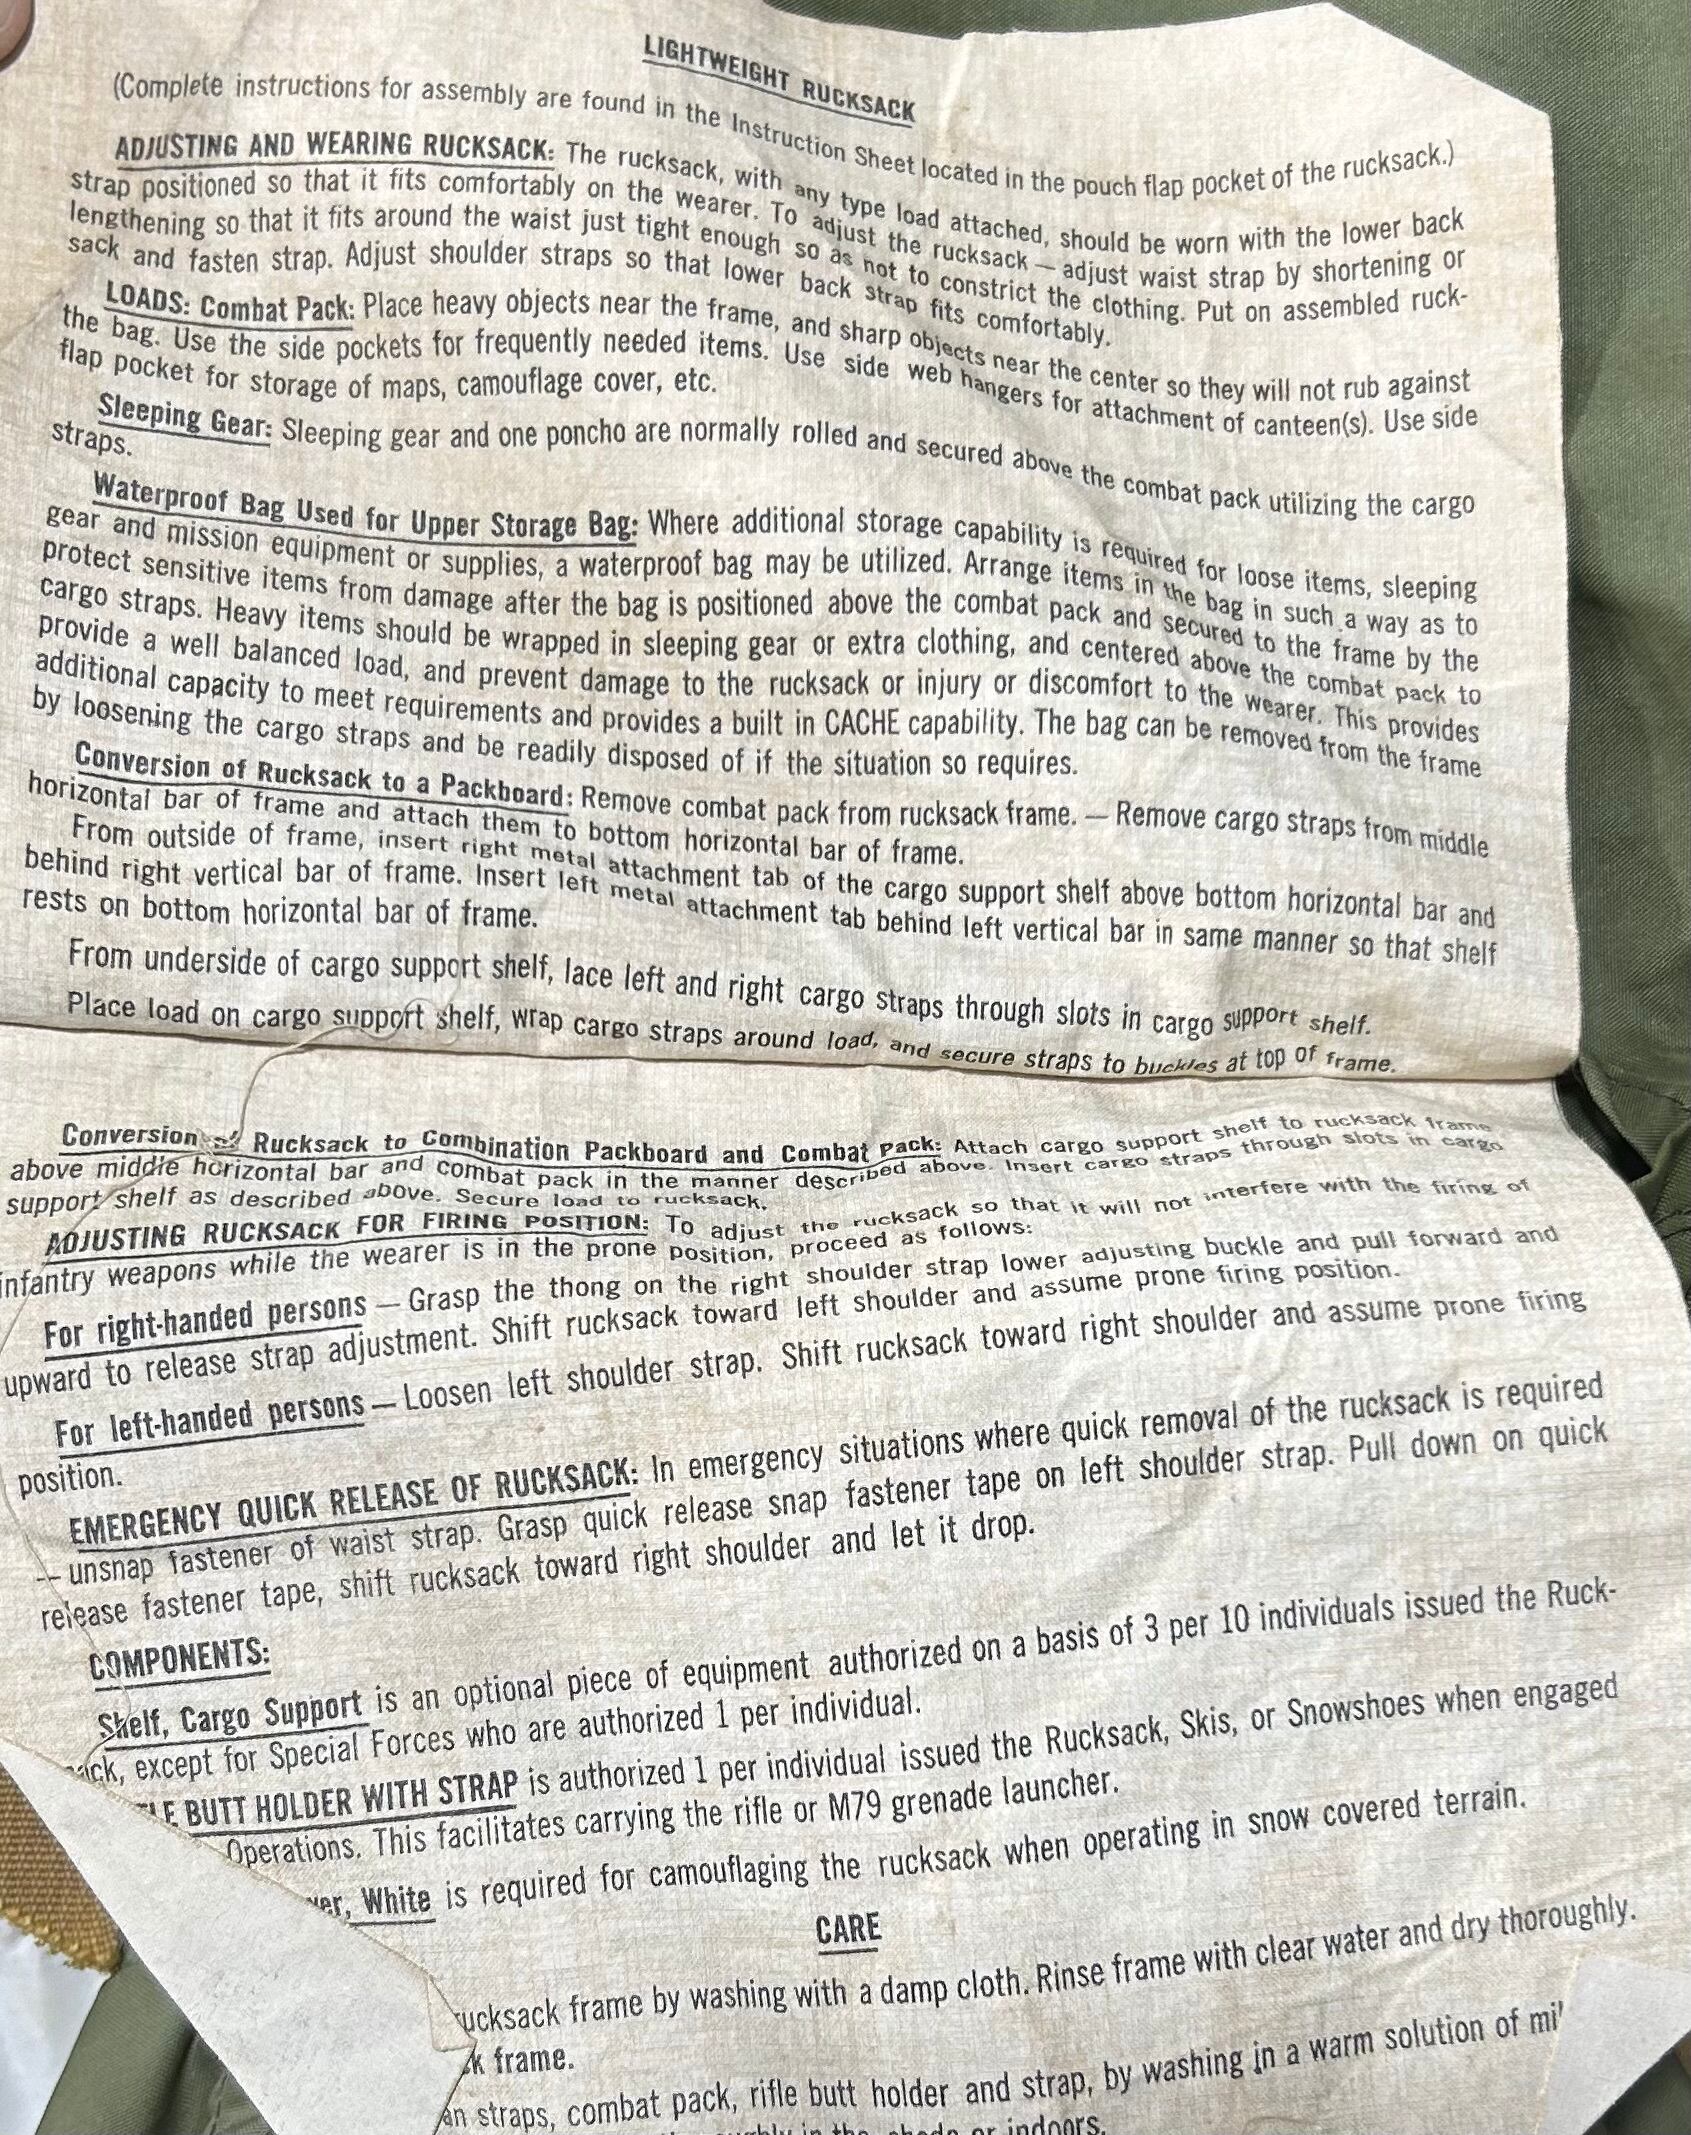 LIGHTWEIGHT RUCKSACK
(Complete instructions for assembly are found in the Instruction Sheet located in the pouch flap pocket of the rucksack.)
ADJUSTING AND WEARING RUCKSACK: The rucksack, with any type load attached, should be worn with the lower back
strap positioned so that it fits comfortably on the wearer. To adjust the rucksack — adjust waist strap by shortening or
lengthening so that it fits around the waist just tight enough so as not to constrict the clothing. Put on assembled ruck-
sack and fasten strap. Adjust shoulder straps so that lower back strap fits comfortably.
LOADS: Combat Pack: Place heavy objects near the frame, and sharp objects near the center so they will not rub against
the bag. Use the side pockets for frequently needed items. Use side web hangers for attachment of canteen(s). Use side
flap pocket for storage of maps, camouflage cover, etc.
Sleeping Gear: Sleeping gear and one poncho are normally rolled and secured above the combat pack utilizing the cargo
straps.
Waterproof Bag Used for Upper Storage Bag: Where additional storage capability is required for loose items, sleeping
gear and mission equipment or supplies, a waterproof bag may be utilized. Arrange items in the bag in such a way as to
protect sensitive items from damage after the bag is positioned above the combat pack and secured to the frame by the
cargo straps. Heavy items should be wrapped in sleeping gear or extra clothing, and centered above the combat pack to
provide a well balanced load, and prevent damage to the rucksack or injury or discomfort to the wearer. This provides
additional capacity to meet requirements and provides a built in CACHE capability. The bag can be removed from the frame
by loosening the cargo straps and be readily disposed of if the situation so requires.
Conversion of Rucksack to a Packboard: Remove combat pack from rucksack frame. — Remove cargo straps from middle
horizontal bar of frame and attach them to bottom horizontal bar of frame.
From outside of frame, insert right metal attachment tab of the cargo support shelf above bottom horizontal bar and
behind right vertical bar of frame. Insert left metal attachment tab behind left vertical bar in same manner so that shelf
rests on bottom horizontal bar of frame.
From underside of cargo support shelf, lace left and right cargo straps through slots in cargo support shelf.
Place load on cargo support shelf, wrap cargo straps around load, and secure straps to buckles at top of frame.
Conversion of Rucksack to Combination Packboard and Combat Pack: Attach cargo support shelf to rucksack frame
above middle horizontal bar and combat pack in the manner described above. Insert cargo straps through slots in cargo
support shelf as described above. Secure load to rucksack.
ADJUSTING RUCKSACK FOR FIRING POSITION: To adjust the rucksack so that it will not interfere with the firing of
infantry weapons while the wearer is in the prone position, proceed as follows:
For right-handed persons — Grasp the thong on the right shoulder strap lower adjusting buckle and pull forward and
upward to release strap adjustment. Shift rucksack toward left shoulder and assume prone firing position.
For left-handed persons — Loosen left shoulder strap. Shift rucksack toward right shoulder and assume prone firing
position.
EMERGENCY QUICK RELEASE OF RUCKSACK: In emergency situations where quick removal of the rucksack is required
— unsnap fastener of waist strap. Grasp quick release snap fastener tape on left shoulder strap. Pull down on quick
release fastener tape, shift rucksack toward right shoulder and let it drop.
COMPONENTS:
Shelf, Cargo Support is an optional piece of equipment authorized on a basis of 3 per 10 individuals issued the Ruck-
ack, except for Special Forces who are authorized 1 per individual.
LE BUTT HOLDER WITH STRAP is authorized 1 per individual issued the Rucksack, Skis, or Snowshoes when engaged
Operations. This facilitates carrying the rifle or M79 grenade launcher.
er, White is required for camouflaging the rucksack when operating in snow covered terrain.
CARE
ucksack frame by washing with a damp cloth. Rinse frame with clear water and dry thoroughly.
k frame.
an straps, combat pack, rifle butt holder and strap, by washing in a warm solution of mi
in the shade or indoors.